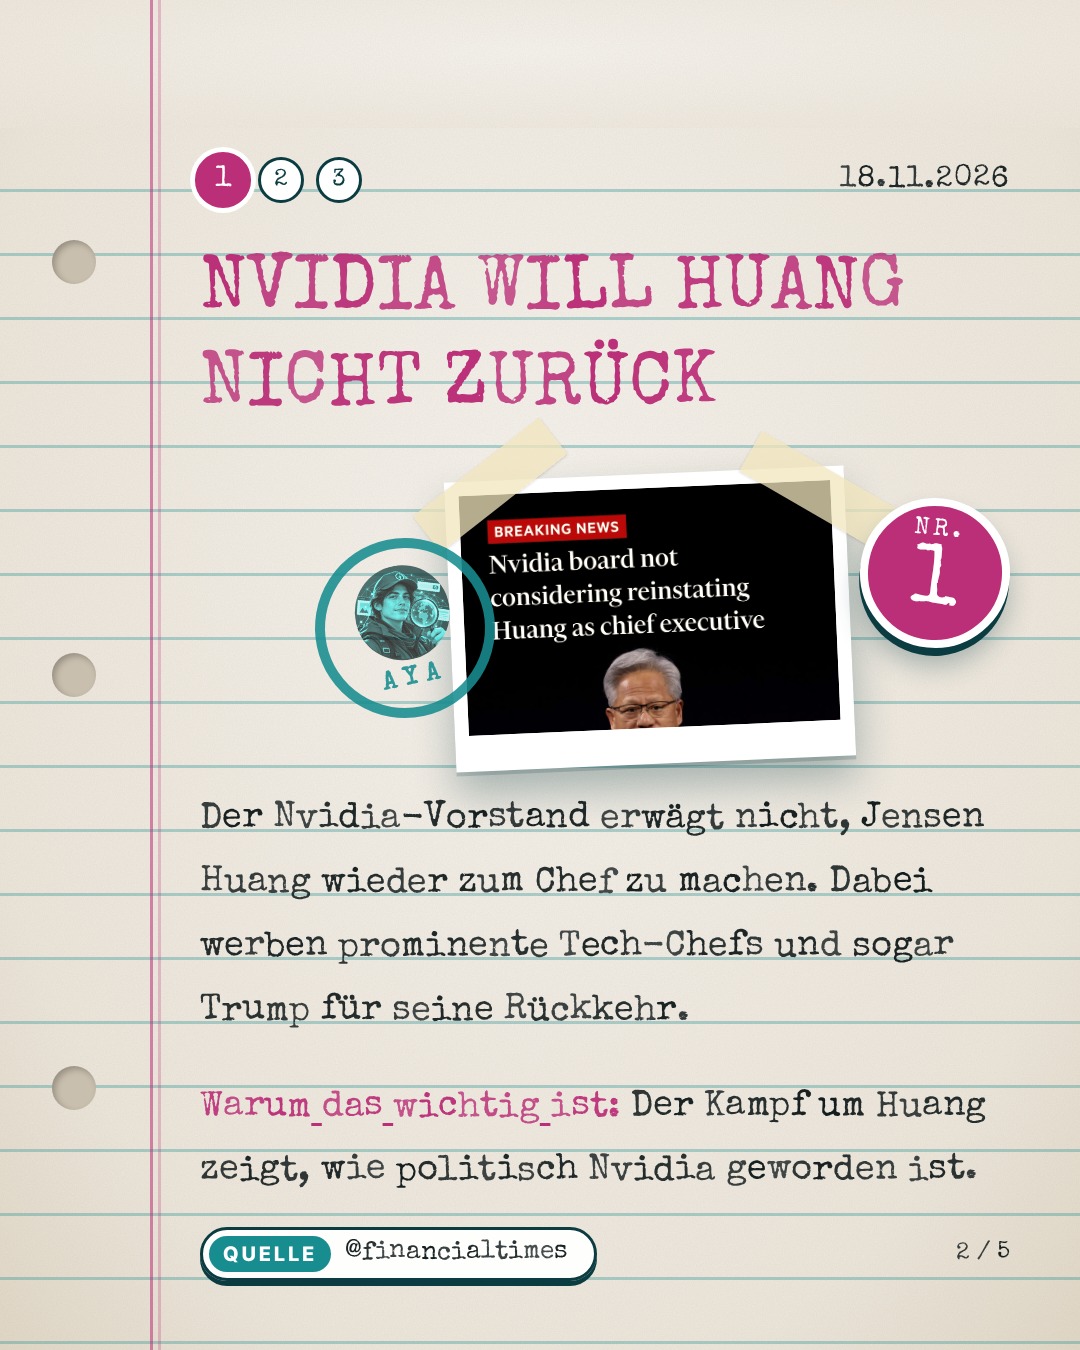 1 2 3
18.11.2026
NVIDIA WILL HUANG
NICHT ZURÜCK
BREAKING NEWS
Nvidia board not
considering reinstating
Huang as chief executive
NR.
1
AYA
Der Nvidia-Vorstand erwägt nicht, Jensen
Huang wieder zum Chef zu machen. Dabei
werben prominente Tech-Chefs und sogar
Trump für seine Rückkehr.
Warum_das_wichtig_ist: Der Kampf um Huang
zeigt, wie politisch Nvidia geworden ist.
QUELLE @financialtimes
2 / 5